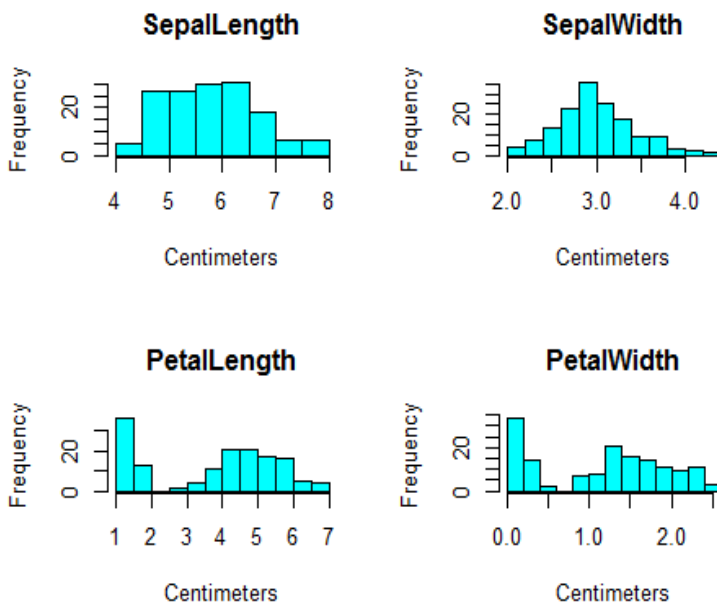 SepalLength
Frequency
20
0
4 5 6 7 8
Centimeters
SepalWidth
Frequency
20
0
2.0 3.0 4.0
Centimeters
PetalLength
Frequency
20
0
1 2 3 4 5 6 7
Centimeters
PetalWidth
Frequency
20
0
0.0 1.0 2.0
Centimeters